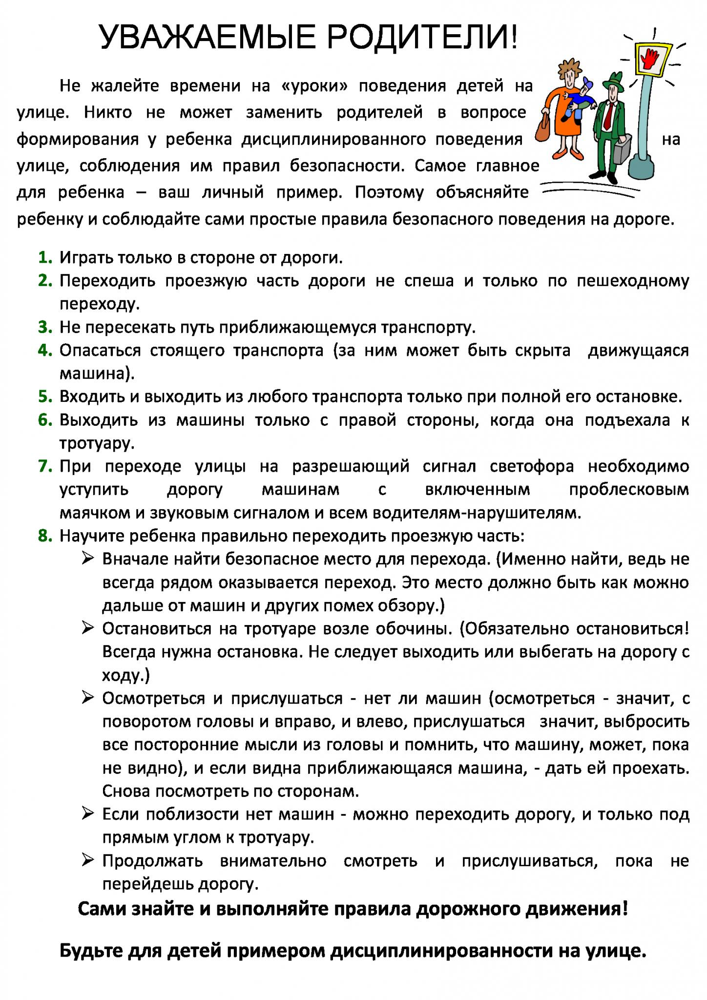 УВАЖАЕМЫЕ РОДИТЕЛИ!
Не жалейте времени на «уроки» поведения детей на
улице. Никто не может заменить родителей в вопросе
формирования у ребенка дисциплинированного поведения на
улице, соблюдения им правил безопасности. Самое главное
для ребенка – ваш личный пример. Поэтому объясняйте
ребенку и соблюдайте сами простые правила безопасного поведения на дороге.
1. Играть только в стороне от дороги.
2. Переходить проезжую часть дороги не спеша и только по пешеходному
переходу.
3. Не пересекать путь приближающемуся транспорту.
4. Опасаться стоящего транспорта (за ним может быть скрыта движущаяся
машина).
5. Входить и выходить из любого транспорта только при полной его остановке.
6. Выходить из машины только с правой стороны, когда она подъехала к
тротуару.
7. При переходе улицы на разрешающий сигнал светофора необходимо
уступить дорогу машинам с включенным проблесковым
маячком и звуковым сигналом и всем водителям-нарушителям.
8. Научите ребенка правильно переходить проезжую часть:
➢ Вначале найти безопасное место для перехода. (Именно найти, ведь не
всегда рядом оказывается переход. Это место должно быть как можно
дальше от машин и других помех обзору.)
➢ Остановиться на тротуаре возле обочины. (Обязательно остановиться!
Всегда нужна остановка. Не следует выходить или выбегать на дорогу с
ходу.)
➢ Осмотреться и прислушаться - нет ли машин (осмотреться - значит, с
поворотом головы и вправо, и влево, прислушаться значит, выбросить
все посторонние мысли из головы и помнить, что машину, может, пока
не видно), и если видна приближающаяся машина, - дать ей проехать.
Снова посмотреть по сторонам.
➢ Если поблизости нет машин - можно переходить дорогу, и только под
прямым углом к тротуару.
➢ Продолжать внимательно смотреть и прислушиваться, пока не
перейдешь дорогу.
Сами знайте и выполняйте правила дорожного движения!
Будьте для детей примером дисциплинированности на улице.